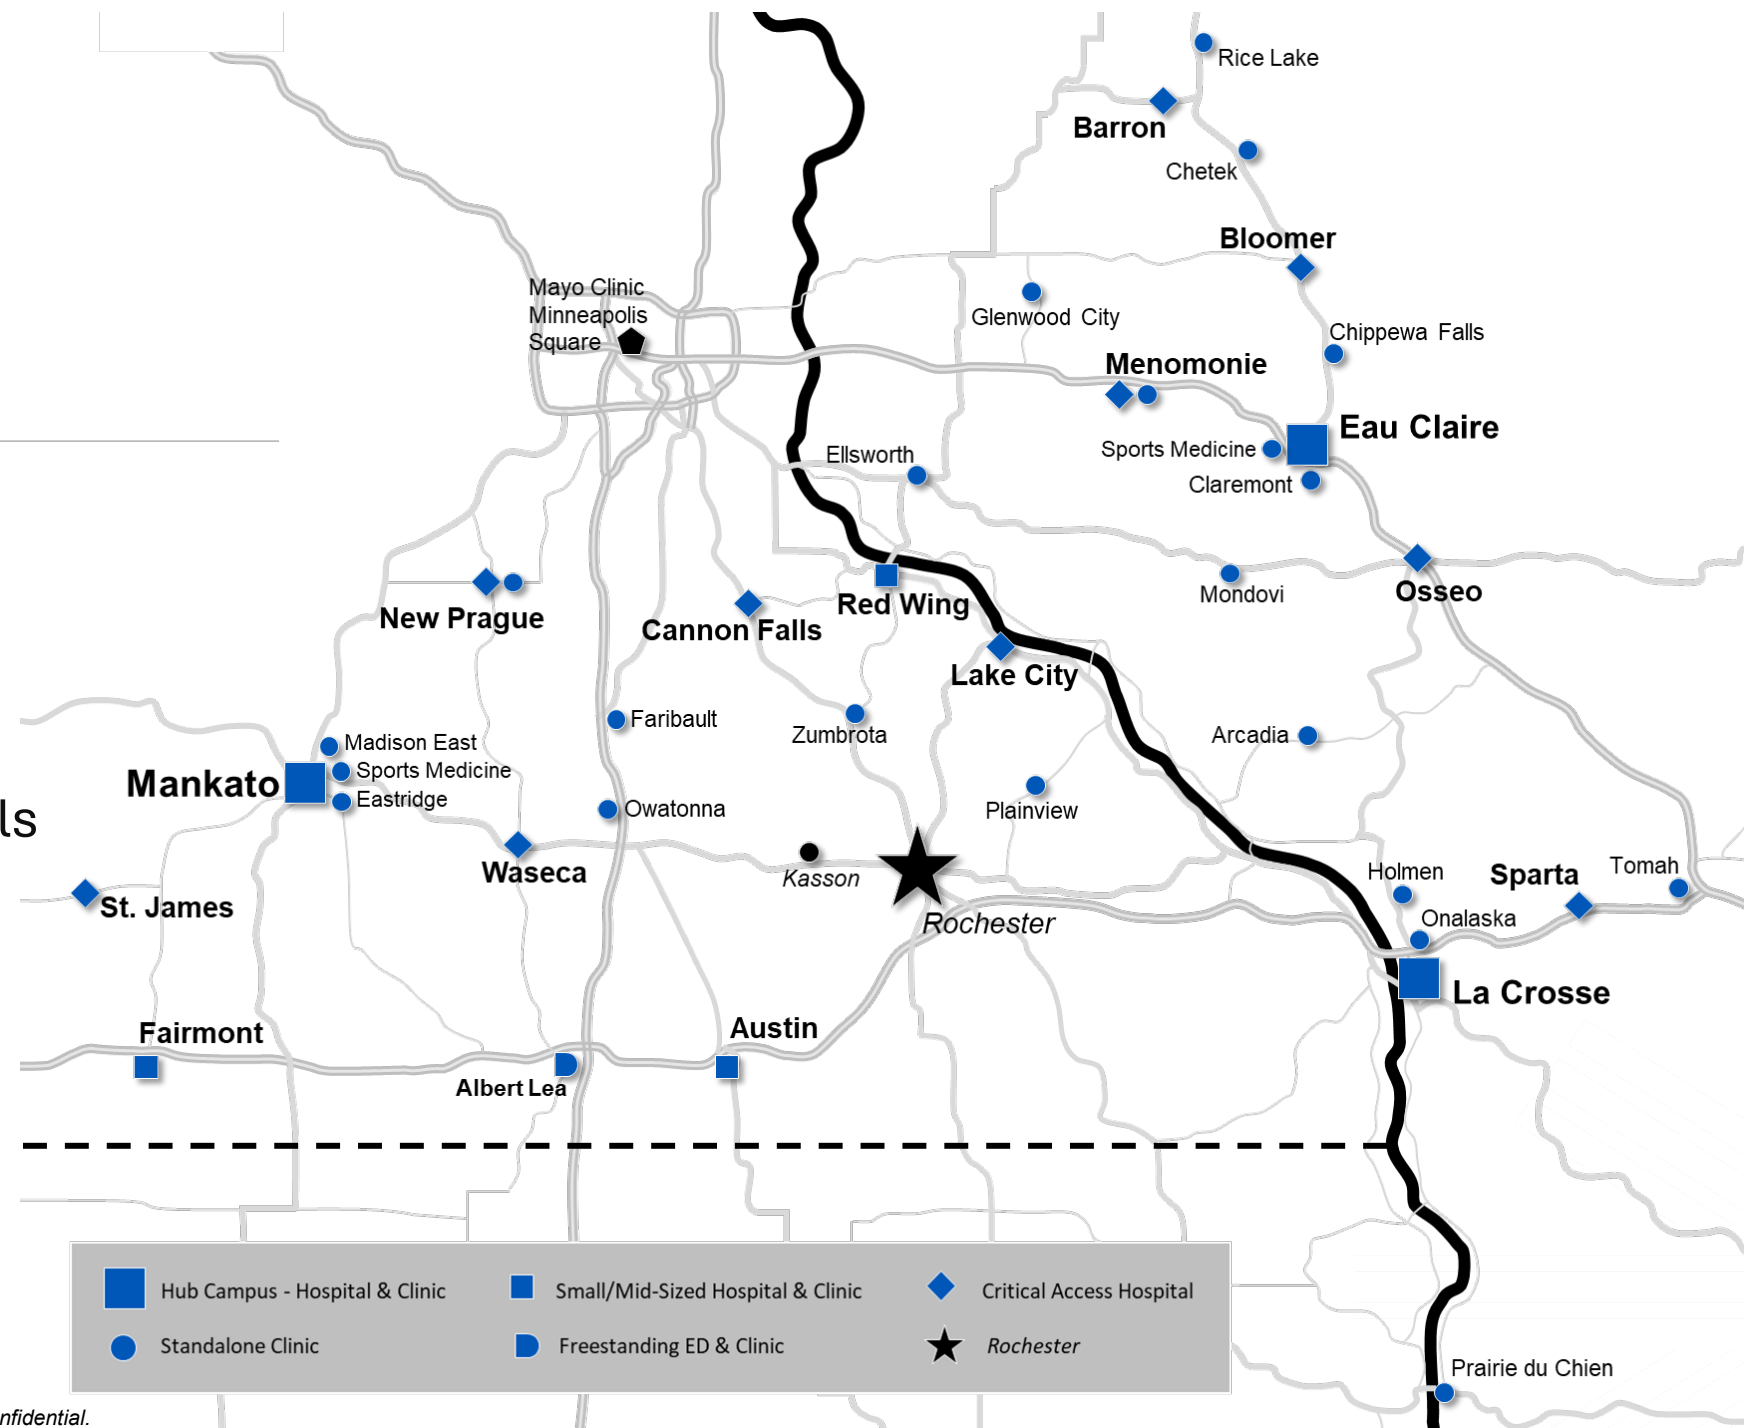 Rice Lake
Barron
Chetek
Bloomer
Mayo Clinic
Minneapolis
Square
Glenwood City
Chippewa Falls
Menomonie
Eau Claire
Ellsworth
Sports Medicine
Claremont
New Prague
Cannon Falls
Red Wing
Mondovi
Osseo
Lake City
Faribault
Zumbrota
Arcadia
Madison East
Sports Medicine
Mankato
Eastridge
ls
Owatonna
Plainview
Waseca
Kasson
Holmen
Sparta
Tomah
St. James
Rochester
Onalaska
La Crosse
Fairmont
Austin
Albert Lea
Hub Campus - Hospital & Clinic
Small/Mid-Sized Hospital & Clinic
Critical Access Hospital
Standalone Clinic
Freestanding ED & Clinic
Rochester
Prairie du Chien
nfidential.